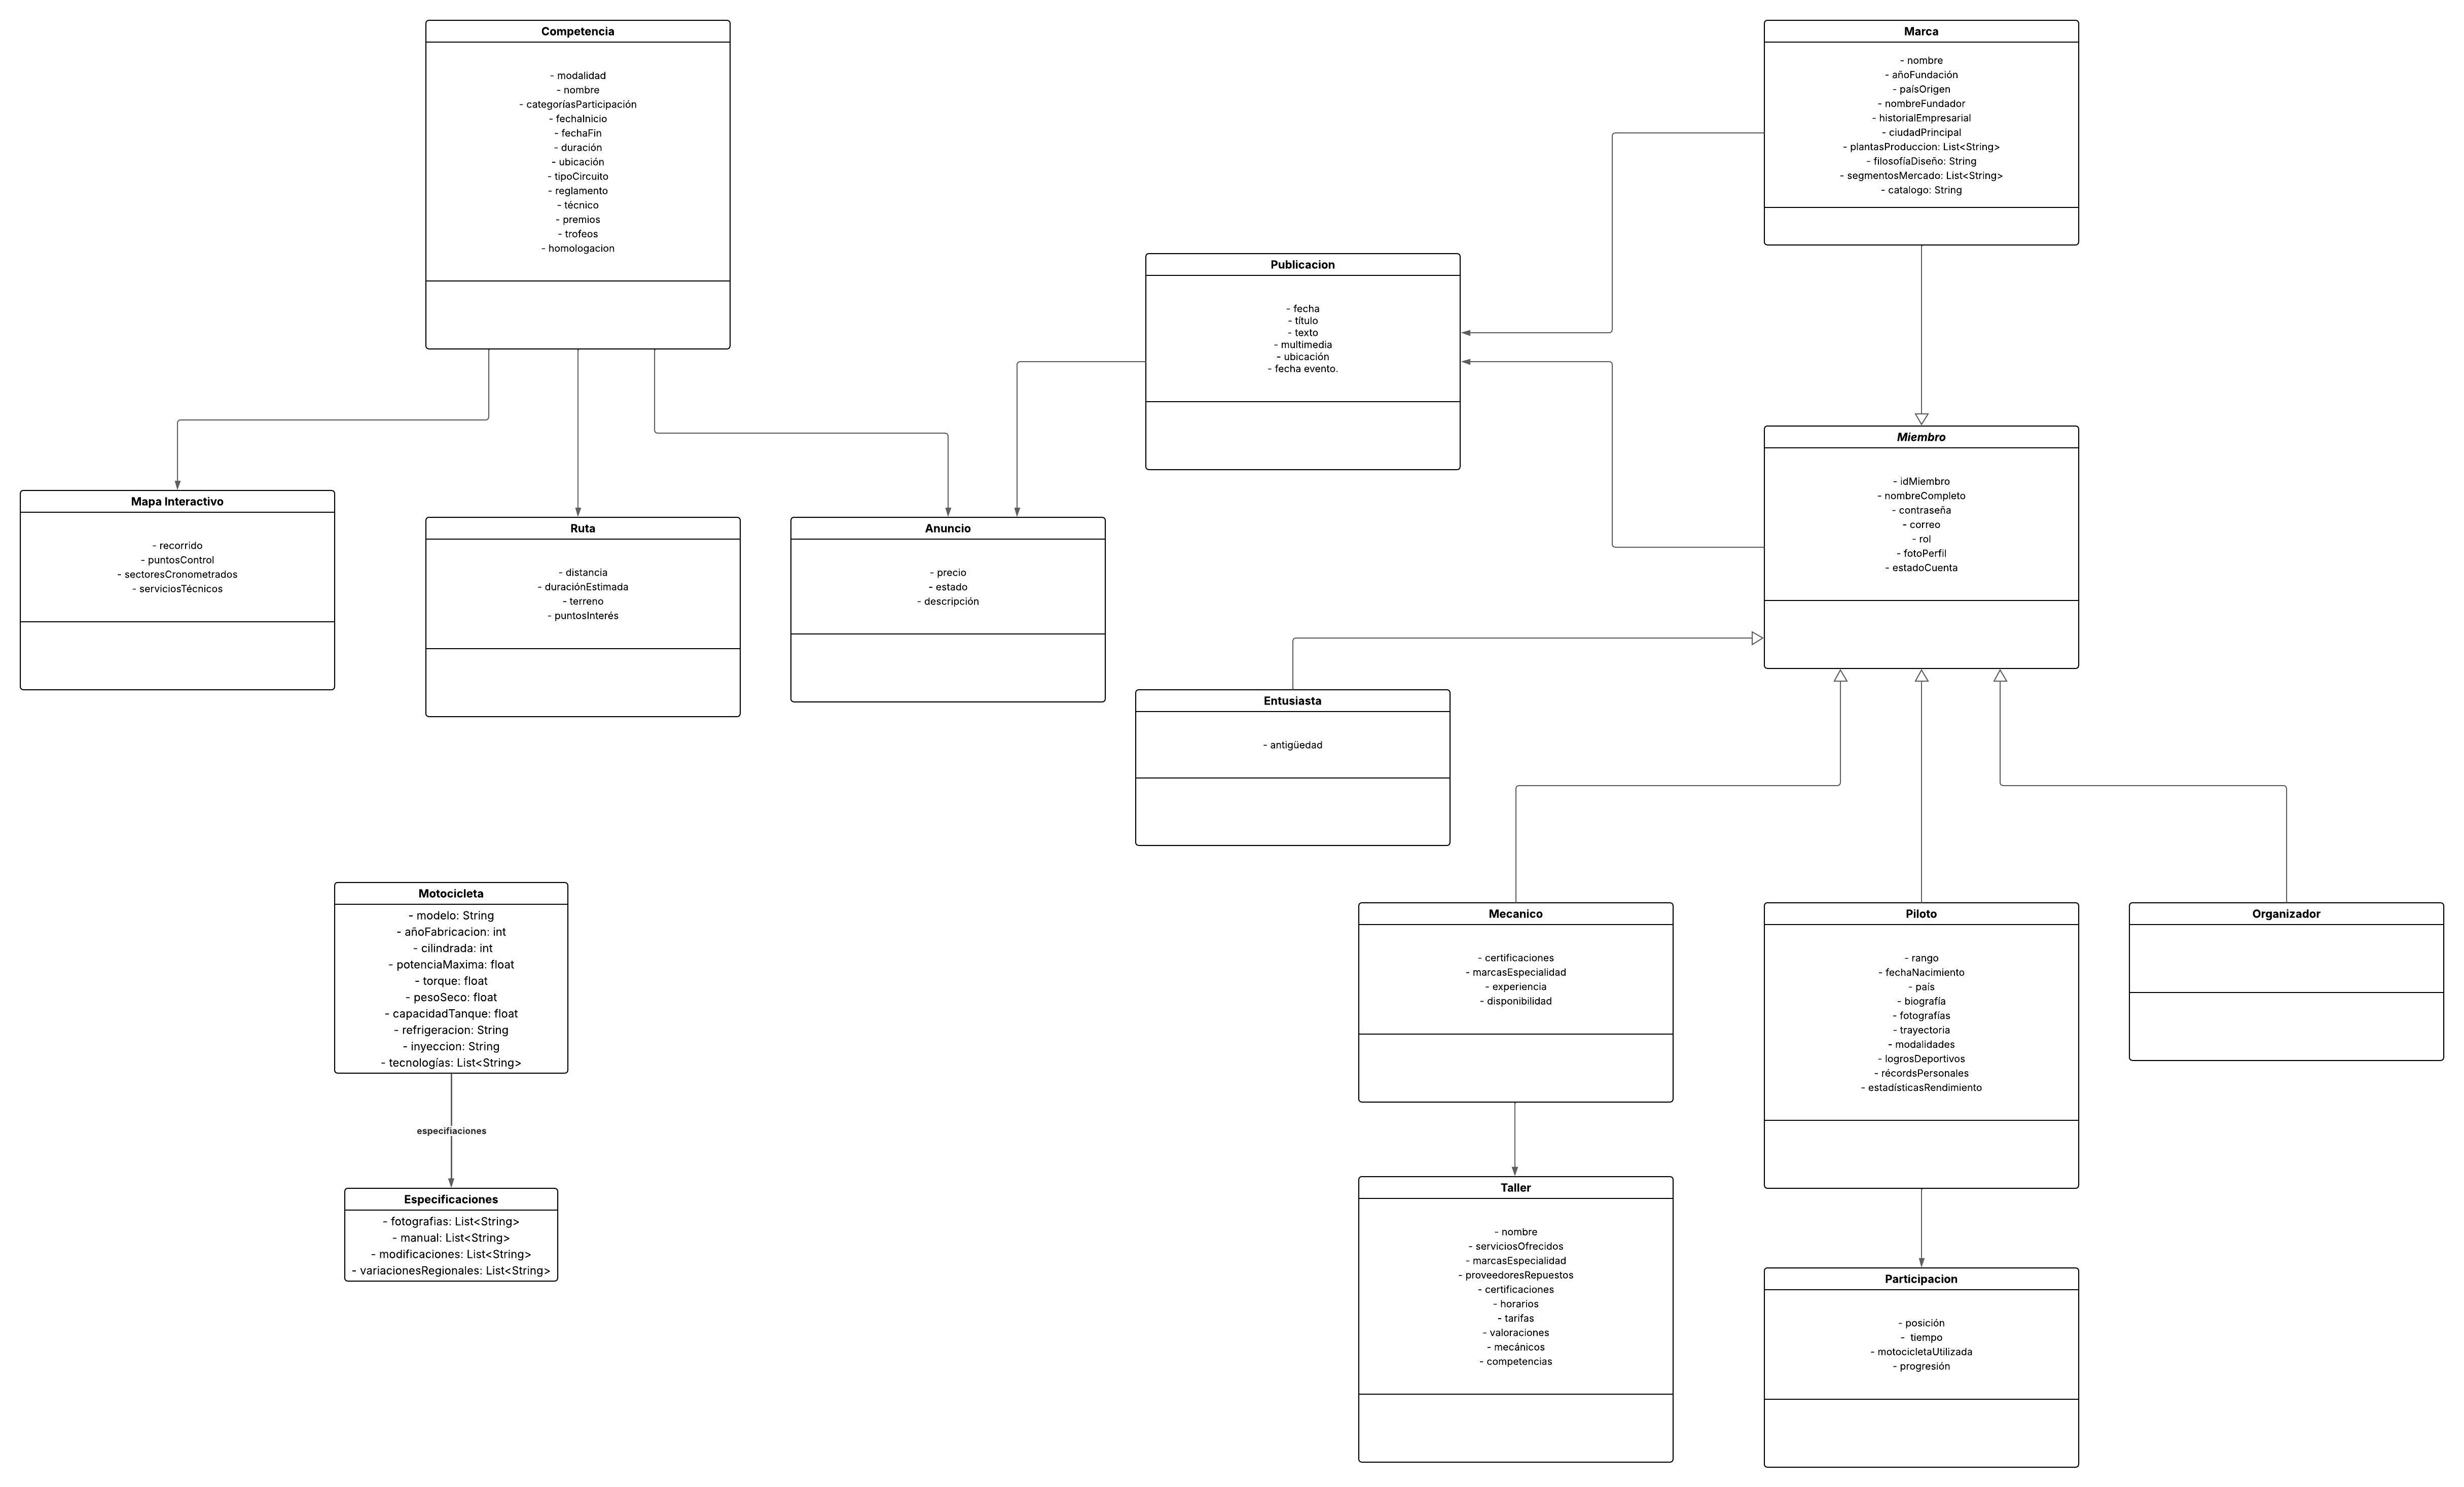 Competencia
- modalidad
- nombre
- categoríasParticipación
- fechaInicio
- fechaFin
- duración
- ubicación
- tipoCircuito
- reglamento
- técnico
- premios
- trofeos
- homologacion
Marca
- nombre
- añoFundación
- paísOrigen
- nombreFundador
- historialEmpresarial
- ciudadPrincipal
- plantasProduccion: List<String>
- filosofíaDiseño: String
- segmentosMercado: List<String>
- catalogo: String
Publicacion
- fecha
- título
- texto
- multimedia
- ubicación
- fecha evento.
Miembro
- idMiembro
- nombreCompleto
- contraseña
- correo
- rol
- fotoPerfil
- estadoCuenta
Mapa Interactivo
- recorrido
- puntosControl
- sectoresCronometrados
- serviciosTécnicos
Ruta
- distancia
- duraciónEstimada
- terreno
- puntosInterés
Anuncio
- precio
- estado
- descripción
Entusiasta
- antigüedad
Motocicleta
- modelo: String
- añoFabricacion: int
- cilindrada: int
- potenciaMaxima: float
- torque: float
- pesoSeco: float
- capacidadTanque: float
- refrigeracion: String
- inyeccion: String
- tecnologías: List<String>
especifiaciones
Especificaciones
- fotografias: List<String>
- manual: List<String>
- modificaciones: List<String>
- variacionesRegionales: List<String>
Mecanico
- certificaciones
- marcasEspecialidad
- experiencia
- disponibilidad
Piloto
- rango
- fechaNacimiento
- país
- biografía
- fotografías
- trayectoria
- modalidades
- logrosDeportivos
- récordsPersonales
- estadísticasRendimiento
Organizador
Taller
- nombre
- serviciosOfrecidos
- marcasEspecialidad
- proveedoresRepuestos
- certificaciones
- horarios
- tarifas
- valoraciones
- mecánicos
- competencias
Participacion
- posición
- tiempo
- motocicletaUtilizada
- progresión